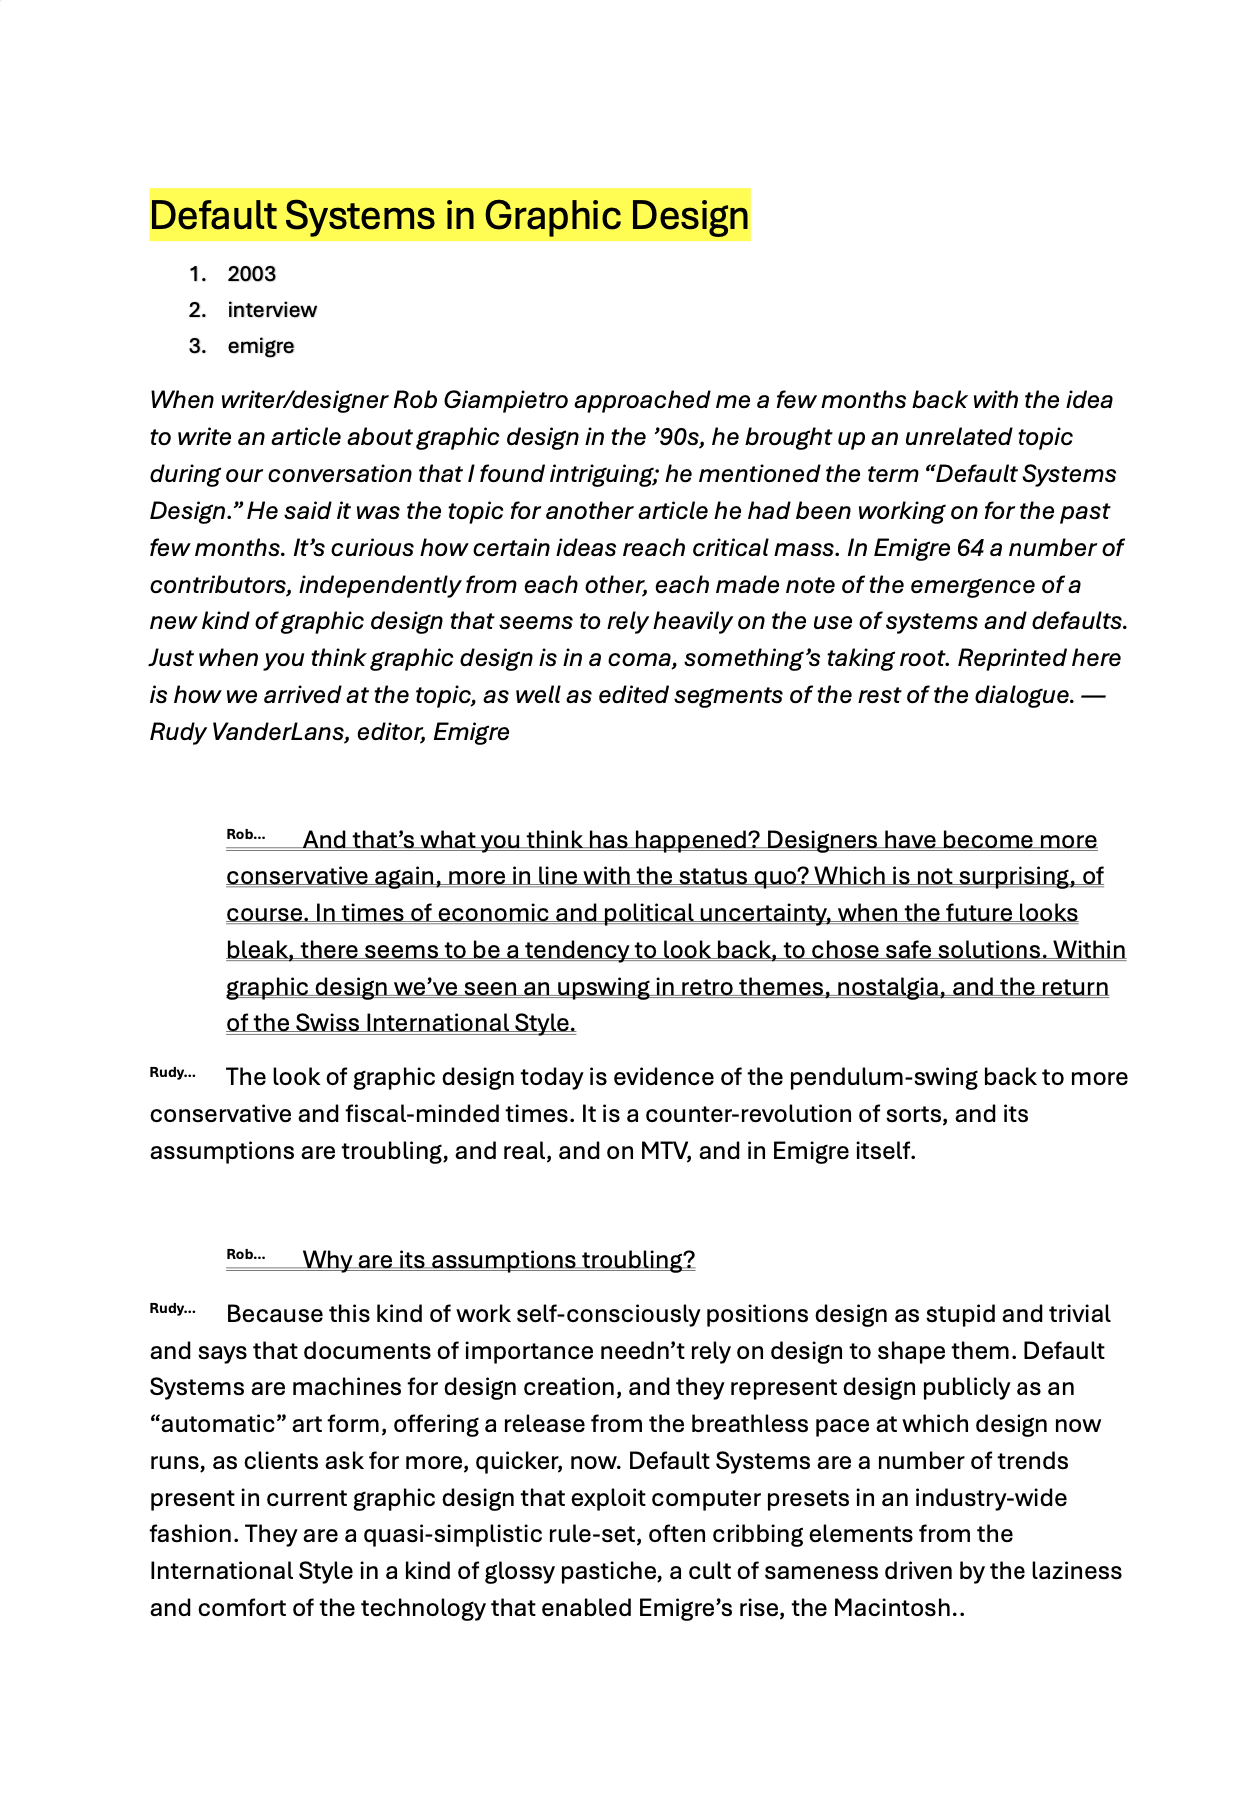 Default Systems in Graphic Design
1. 2003
2. interview
3. emigre
When writer/designer Rob Giampietro approached me a few months back with the idea
to write an article about graphic design in the ’90s, he brought up an unrelated topic
during our conversation that I found intriguing; he mentioned the term “Default Systems
Design.” He said it was the topic for another article he had been working on for the past
few months. It’s curious how certain ideas reach critical mass. In Emigre 64 a number of
contributors, independently from each other, each made note of the emergence of a
new kind of graphic design that seems to rely heavily on the use of systems and defaults.
Just when you think graphic design is in a coma, something’s taking root. Reprinted here
is how we arrived at the topic, as well as edited segments of the rest of the dialogue. —
Rudy VanderLans, editor, Emigre
Rob... And that’s what you think has happened? Designers have become more
conservative again, more in line with the status quo? Which is not surprising, of
course. In times of economic and political uncertainty, when the future looks
bleak, there seems to be a tendency to look back, to chose safe solutions. Within
graphic design we’ve seen an upswing in retro themes, nostalgia, and the return
of the Swiss International Style.
Rudy... The look of graphic design today is evidence of the pendulum-swing back to more
conservative and fiscal-minded times. It is a counter-revolution of sorts, and its
assumptions are troubling, and real, and on MTV, and in Emigre itself.
Rob... Why are its assumptions troubling?
Rudy... Because this kind of work self-consciously positions design as stupid and trivial
and says that documents of importance needn’t rely on design to shape them. Default
Systems are machines for design creation, and they represent design publicly as an
“automatic” art form, offering a release from the breathless pace at which design now
runs, as clients ask for more, quicker, now. Default Systems are a number of trends
present in current graphic design that exploit computer presets in an industry-wide
fashion. They are a quasi-simplistic rule-set, often cribbing elements from the
International Style in a kind of glossy pastiche, a cult of sameness driven by the laziness
and comfort of the technology that enabled Emigre’s rise, the Macintosh..